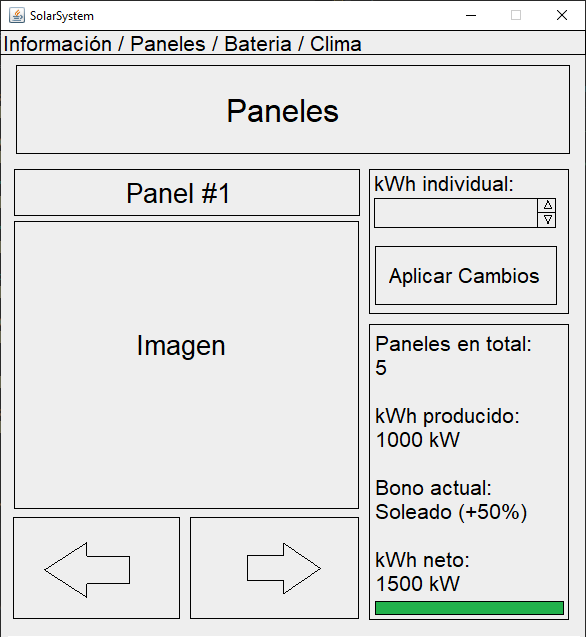 SolarSystem
Información / Paneles / Bateria / Clima
Paneles
Panel #1
Imagen
kWh individual:
Aplicar Cambios
Paneles en total:
5
kWh producido:
1000 kW
Bono actual:
Soleado (+50%)
kWh neto:
1500 kW